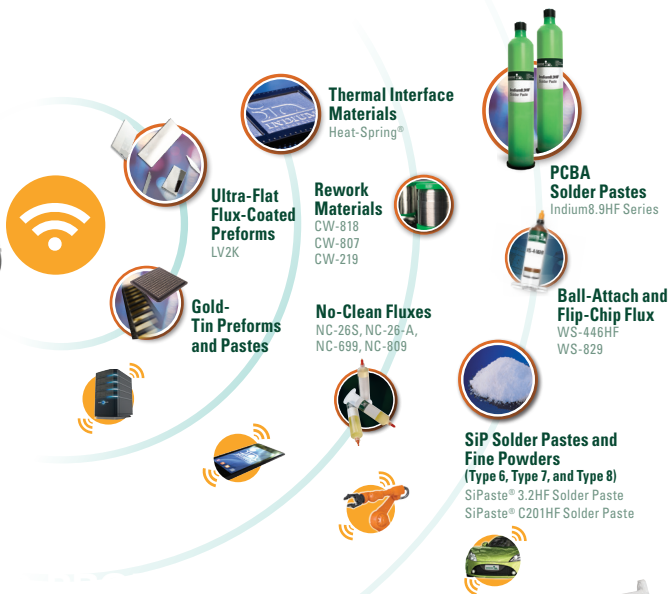 Thermal Interface
Materials
Heat-Spring®
PCBA
Solder Pastes
Indium8.9HF Series
Ultra-Flat
Flux-Coated
Preforms
LV2K
Rework
Materials
CW-818
CW-807
CW-219
Ball-Attach and
Flip-Chip Flux
WS-446HF
WS-829
Gold-
Tin Preforms
and Pastes
No-Clean Fluxes
NC-26S, NC-26-A,
NC-699, NC-809
SiP Solder Pastes and
Fine Powders
(Type 6, Type 7, and Type 8)
SiPaste® 3.2HF Solder Paste
SiPaste® C201HF Solder Paste